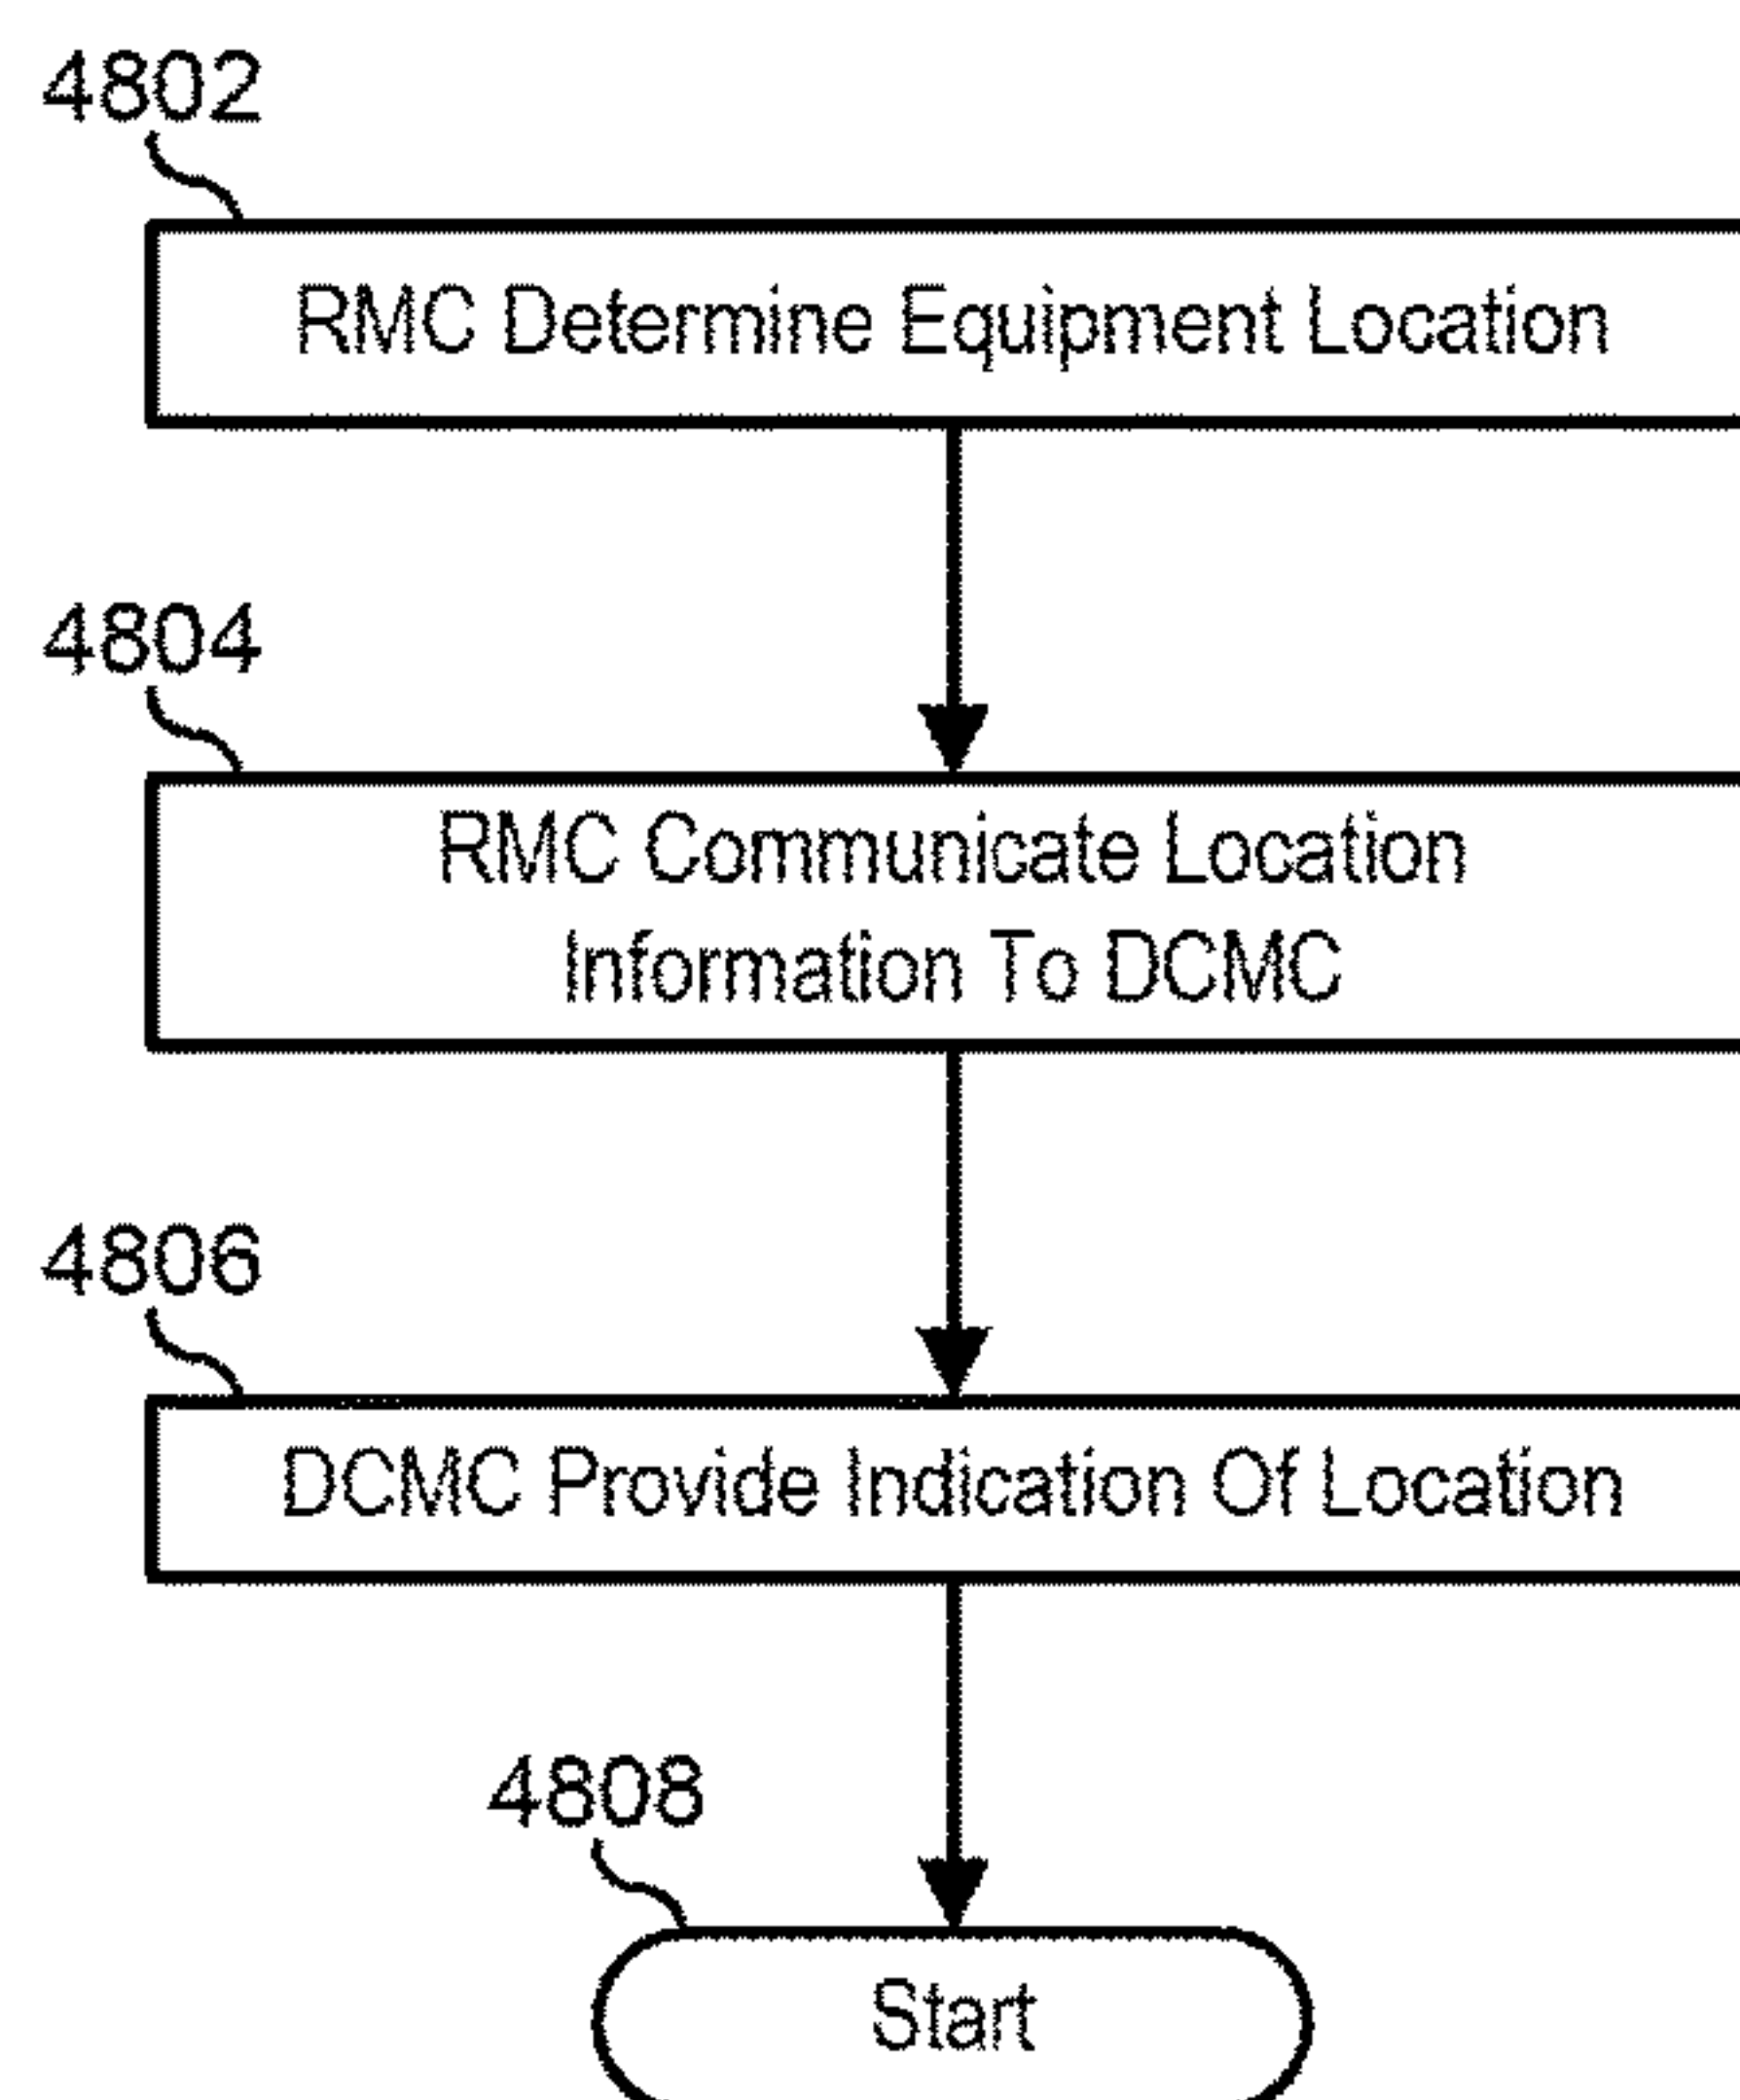 4802
RMC Determine Equipment Location
4804
RMC Communicate Location
Information To DCMC
4806
DCMC Provide Indication Of Location
4808
Start